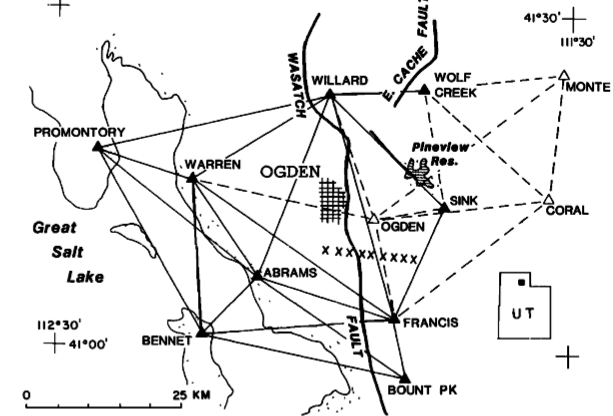 41°30'
111°30'
WASATCH
E. CACHE FAULT
WILLARD
WOLF
CREEK
MONTE
PROMONTORY
Pineview
Res.
WARREN
OGDEN
SINK
CORAL
OGDEN
Great
Salt
Lake
X X X X X X X X X
ABRAMS
UT
112°30'
41°00'
FRANCIS
BENNET
FAULT
BOUNT PK
0 25 KM